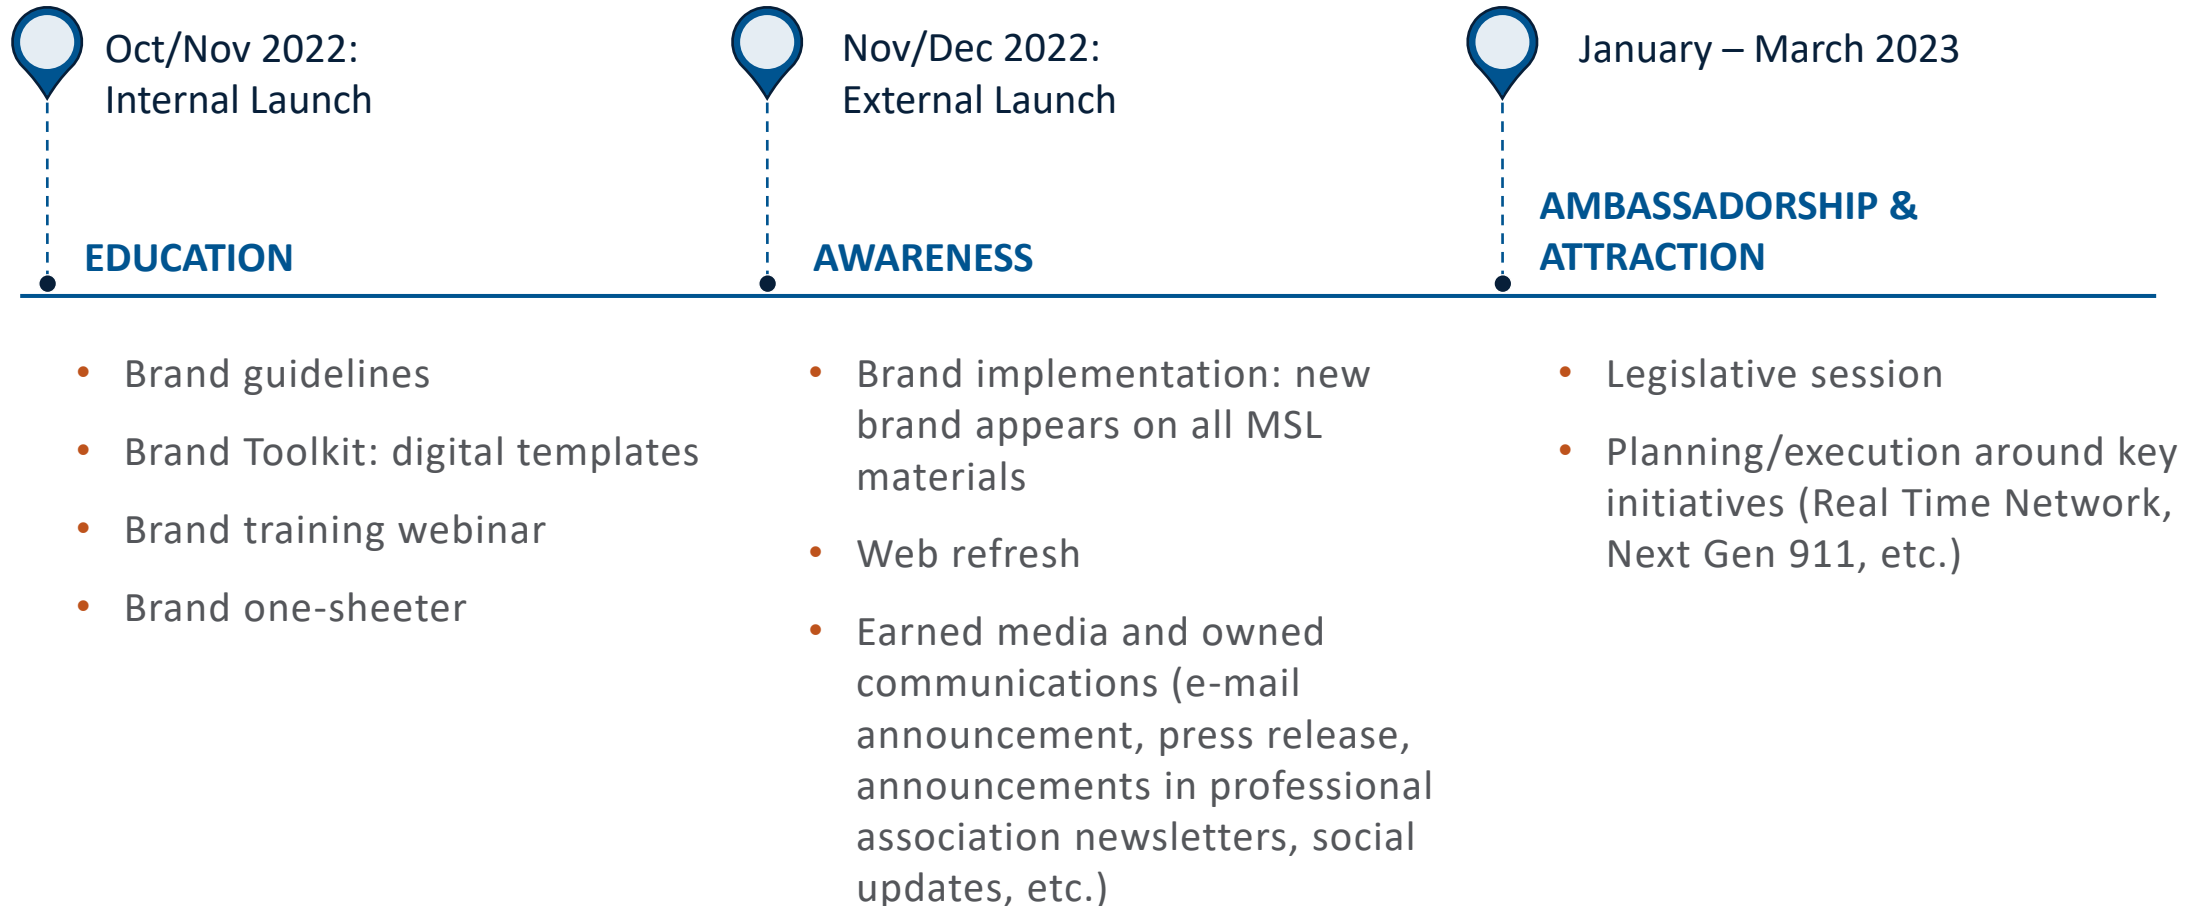 Oct/Nov 2022:
Internal Launch
EDUCATION
• Brand guidelines
• Brand Toolkit: digital templates
• Brand training webinar
• Brand one-sheeter
Nov/Dec 2022:
External Launch
AWARENESS
• Brand implementation: new
brand appears on all MSL
materials
• Web refresh
• Earned media and owned
communications (e-mail
announcement, press release,
announcements in professional
association newsletters, social
updates, etc.)
January – March 2023
AMBASSADORSHIP &
ATTRACTION
• Legislative session
• Planning/execution around key
initiatives (Real Time Network,
Next Gen 911, etc.)